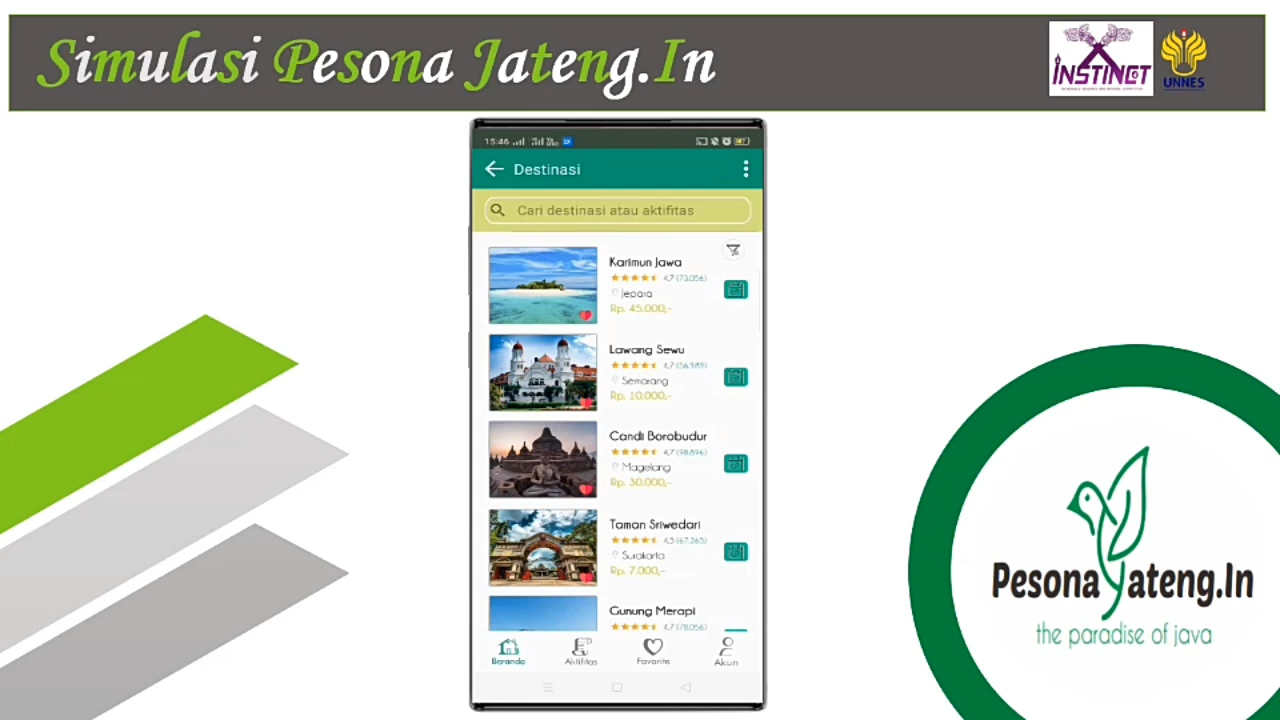 Simulasi Pesona Jateng.In
INSTINCT
UNNES
15:46
Destinasi
Cari destinasi atau aktifitas
Karimun Jawa
4,7 (73.056)
Jepara
Rp. 45.000,-
Lawang Sewu
4,7 (56.989)
Semarang
Rp. 10.000,-
Candi Borobudur
4,7 (98.896)
Magelang
Rp. 30.000,-
Taman Sriwedari
4,5 (67.365)
Surakarta
Rp. 7.000,-
Gunung Merapi
4,7 (78.056)
Beranda
Aktifitas
Favorite
Akun
PesonaJateng.In
the paradise of java